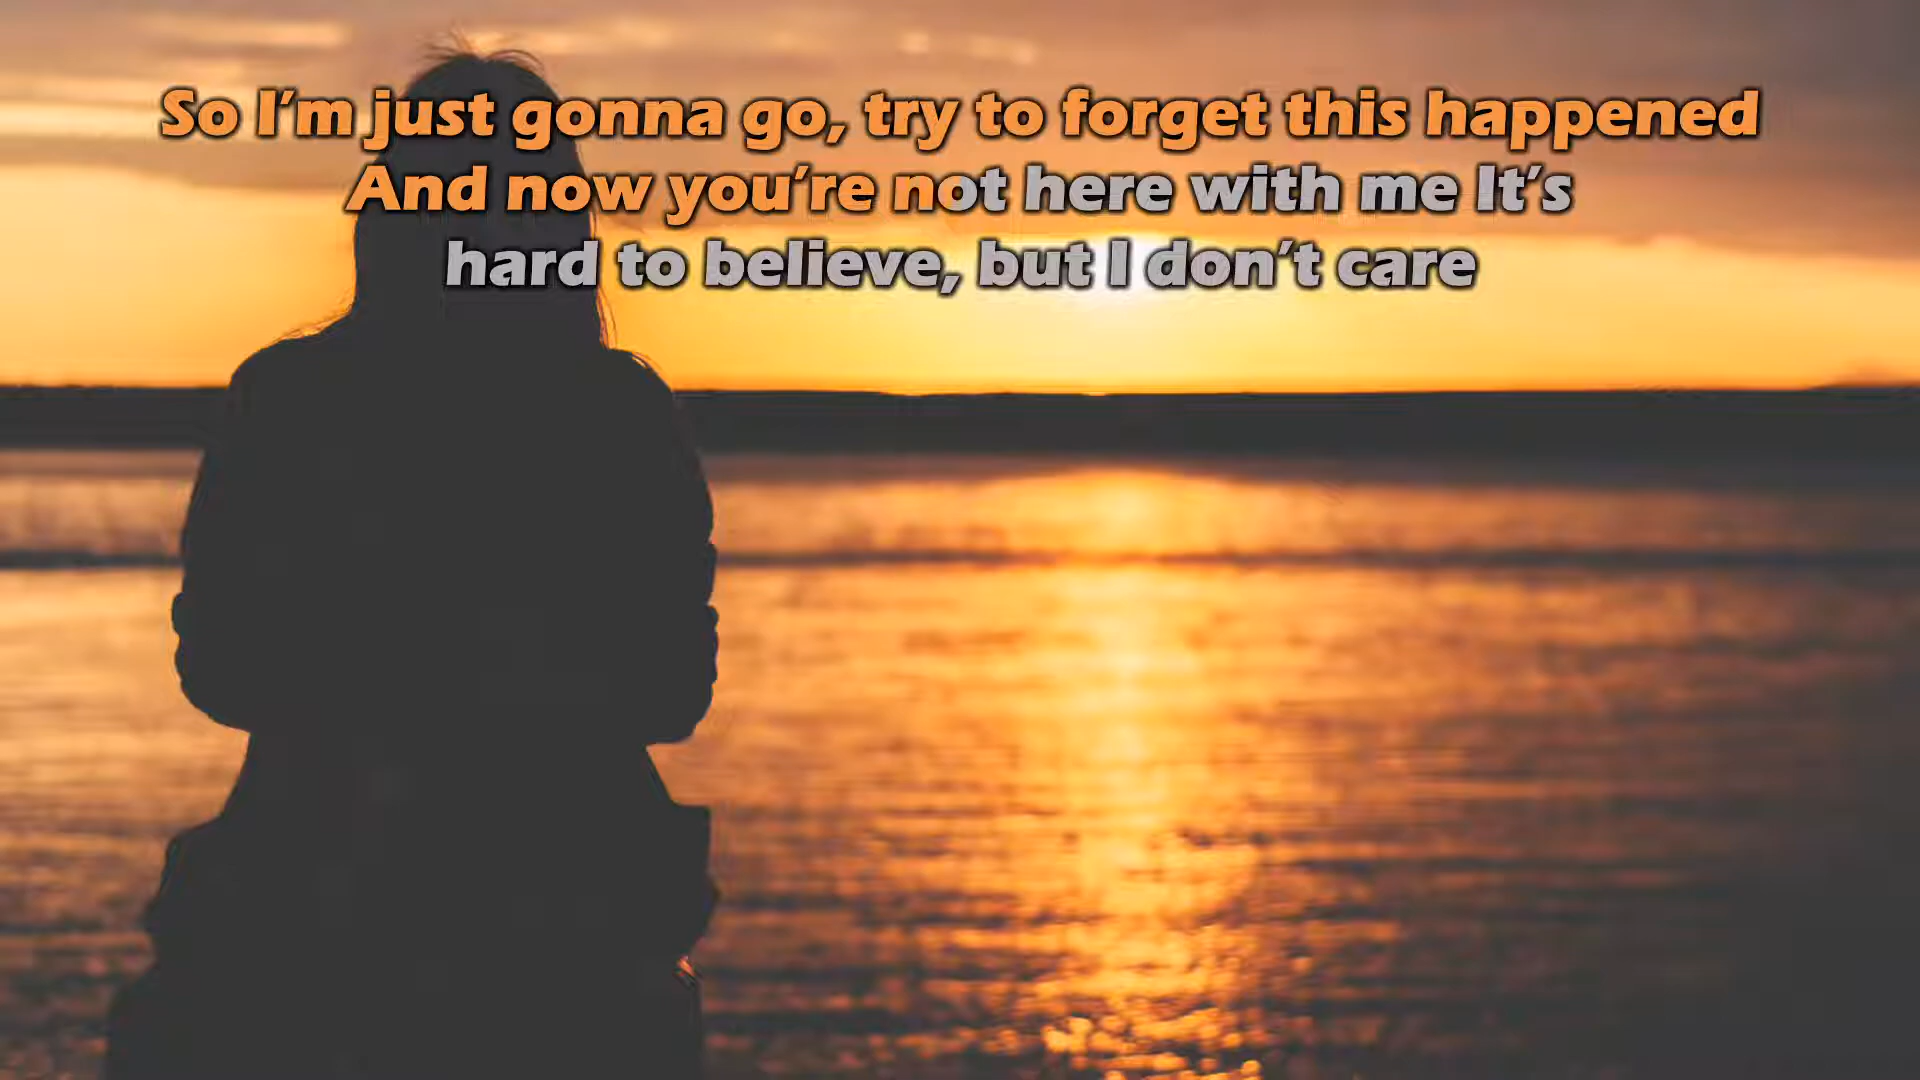 So I’m just gonna go, try to forget this happened
And now you’re not here with me It’s
hard to believe, but I don’t care